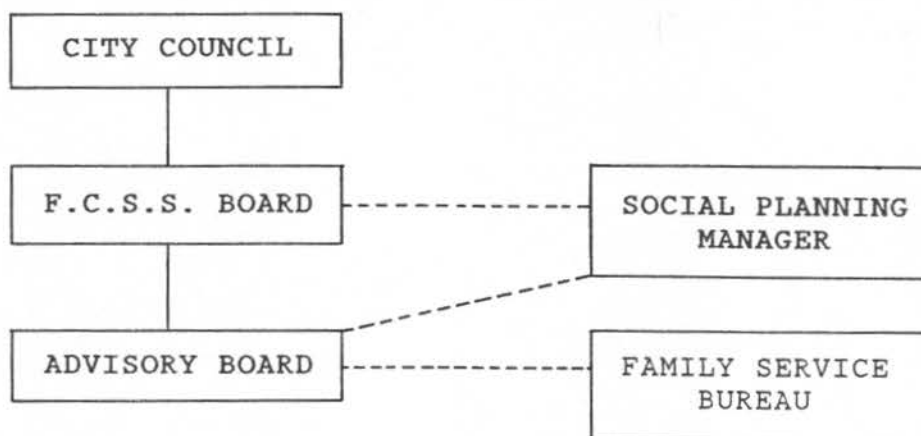 CITY COUNCIL
F.C.S.S. BOARD
SOCIAL PLANNING
MANAGER
ADVISORY BOARD
FAMILY SERVICE
BUREAU